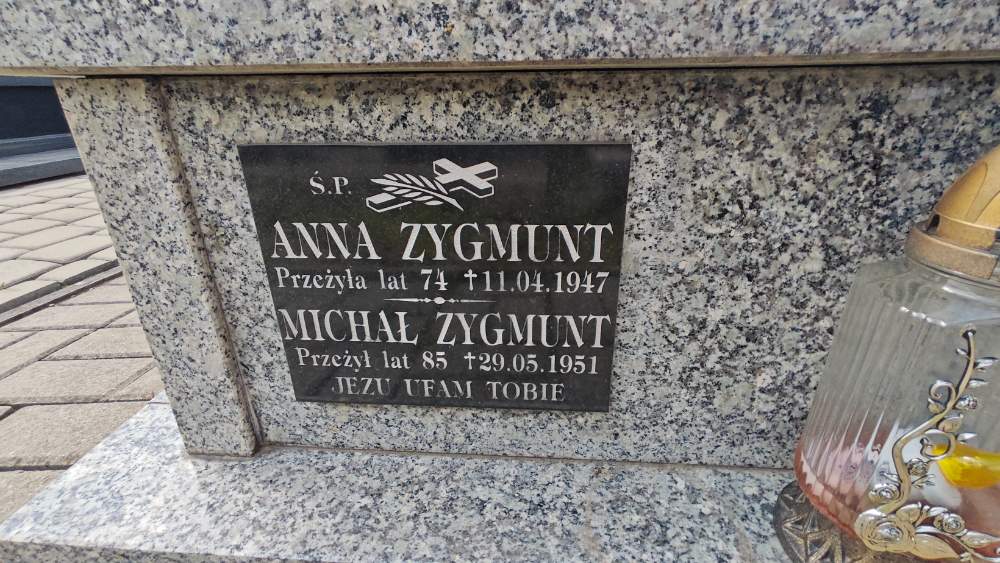 Ś.P.
ANNA ZYGMUNT
Przeżyła lat 74 †11.04.1947
MICHAŁ ZYGMUNT
Przeżył lat 85 †29.05.1951
JEZU UFAM TOBIE